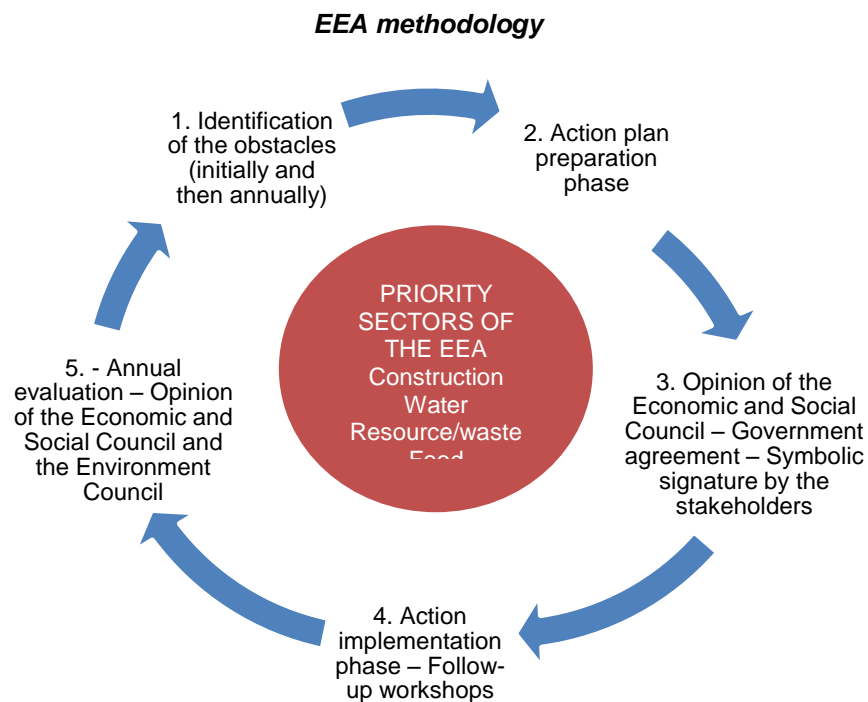 EEA methodology
1. Identification
of the obstacles
(initially and
then annually)
2. Action plan
preparation
phase
PRIORITY
SECTORS OF
THE EEA
Construction
Water
Resource/waste
Food
3. Opinion of the
Economic and Social
Council – Government
agreement – Symbolic
signature by the
stakeholders
4. Action
implementation
phase – Follow-
up workshops
5. - Annual
evaluation – Opinion
of the Economic and
Social Council and
the Environment
Council